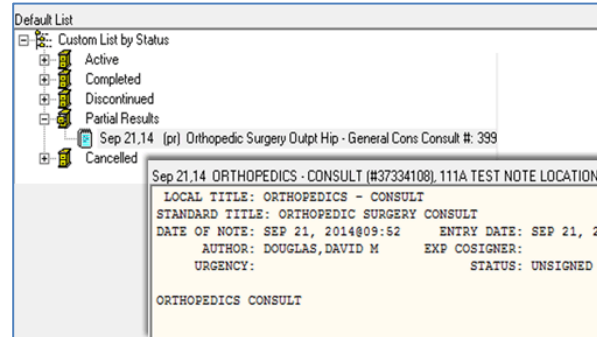 Default List
Custom List by Status
Active
Completed
Discontinued
Partial Results
Sep 21,14 (pr) Orthopedic Surgery Outpt Hip - General Cons Consult #: 399
Cancelled
Sep 21,14 ORTHOPEDICS - CONSULT (#37334108), 111A TEST NOTE LOCATION
LOCAL TITLE: ORTHOPEDICS - CONSULT
STANDARD TITLE: ORTHOPEDIC SURGERY CONSULT
DATE OF NOTE: SEP 21, 2014@09:52 ENTRY DATE: SEP 21, 2
AUTHOR: DOUGLAS,DAVID M EXP COSIGNER:
URGENCY: STATUS: UNSIGNED
ORTHOPEDICS CONSULT